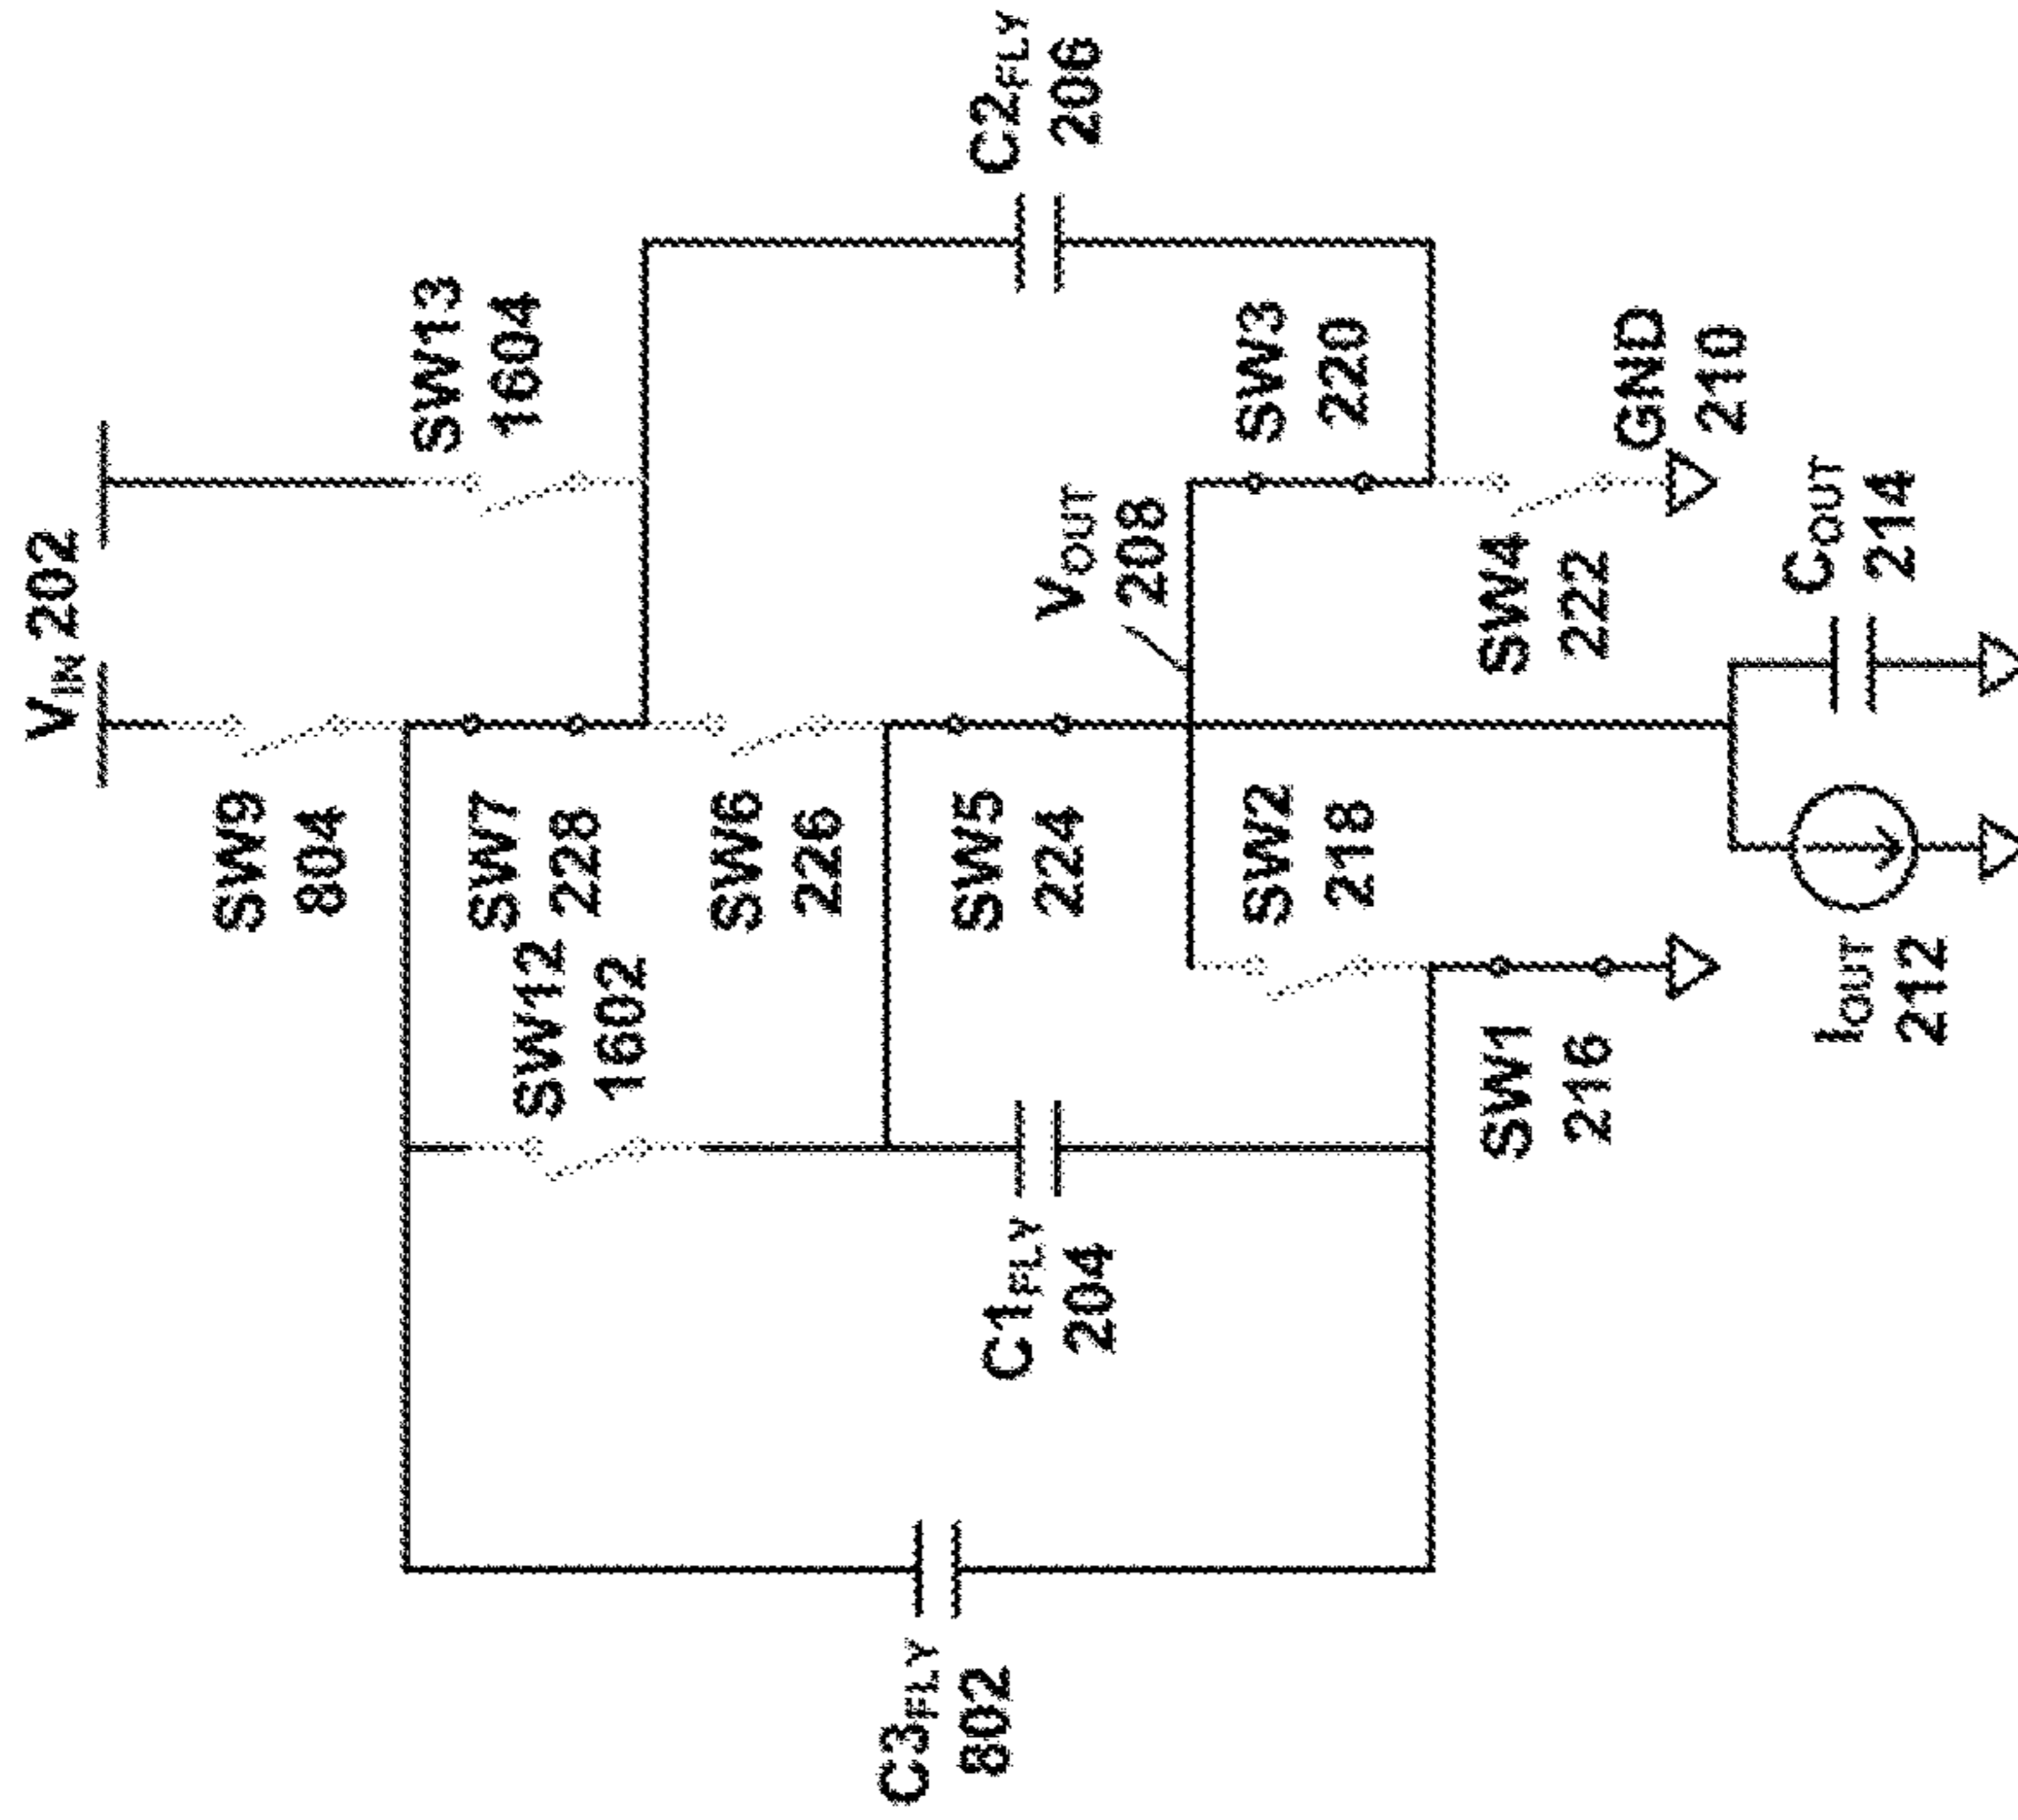 V_IN 202
SW13
1604
SW9
804
SW7
228
SW12
1602
SW6
226
C2_FLY
206
V_OUT
208
SW5
224
SW3
220
SW2
218
C1_FLY
204
C3_FLY
802
SW4
222
GND
210
SW1
216
C_OUT
214
I_OUT
212